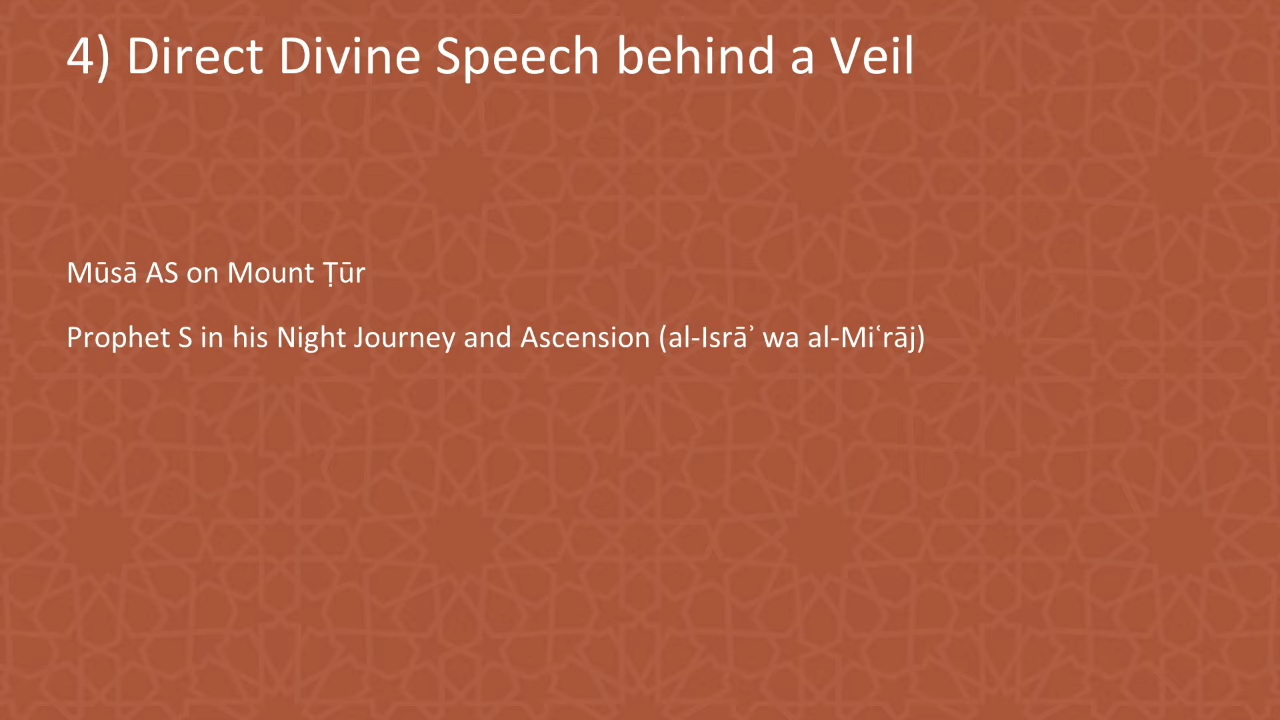 4) Direct Divine Speech behind a Veil
Mūsā AS on Mount Ṭūr
Prophet S in his Night Journey and Ascension (al-Isrāʾ wa al-Miʿrāj)